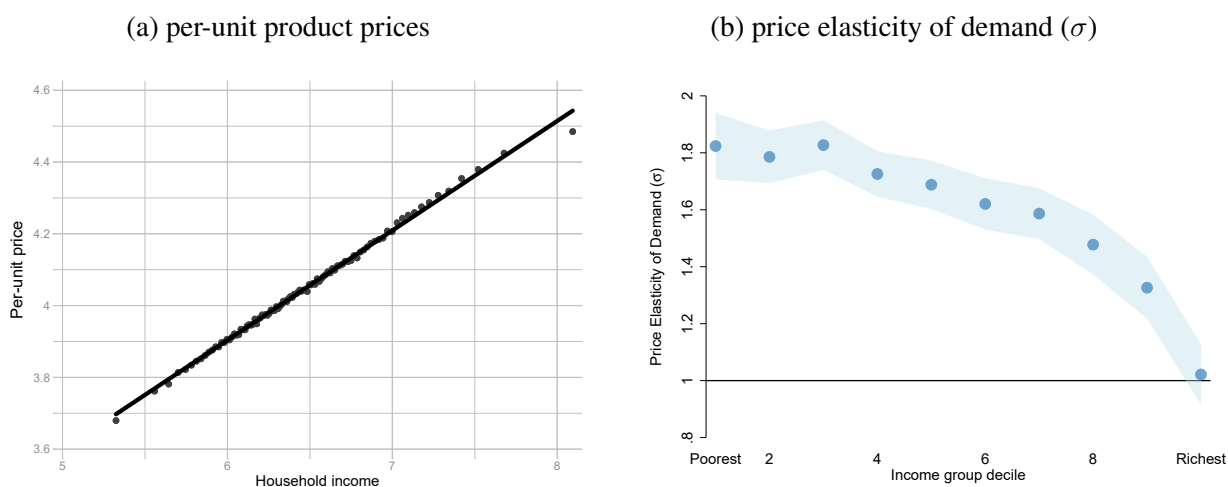 (a) per-unit product prices
4.6
4.4
4.2
4
3.8
3.6
Per-unit price
5 6 7 8
Household income
(b) price elasticity of demand (σ)
2
1.8
1.6
1.4
1.2
1
.8
Price Elasticity of Demand (σ)
Poorest 2 4 6 8 Richest
Income group decile